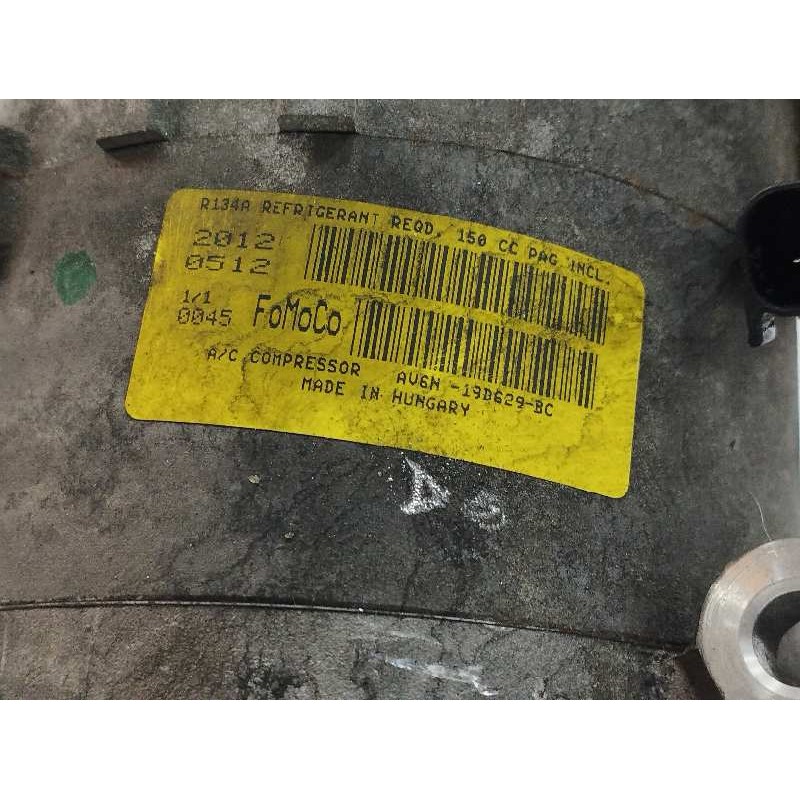 R134A REFRIGERANT REQD. 150 CC PAG INCL.
2012
0512
1/1
0045 FoMoCo
A/C COMPRESSOR AV6N -19D629-BC
MADE IN HUNGARY